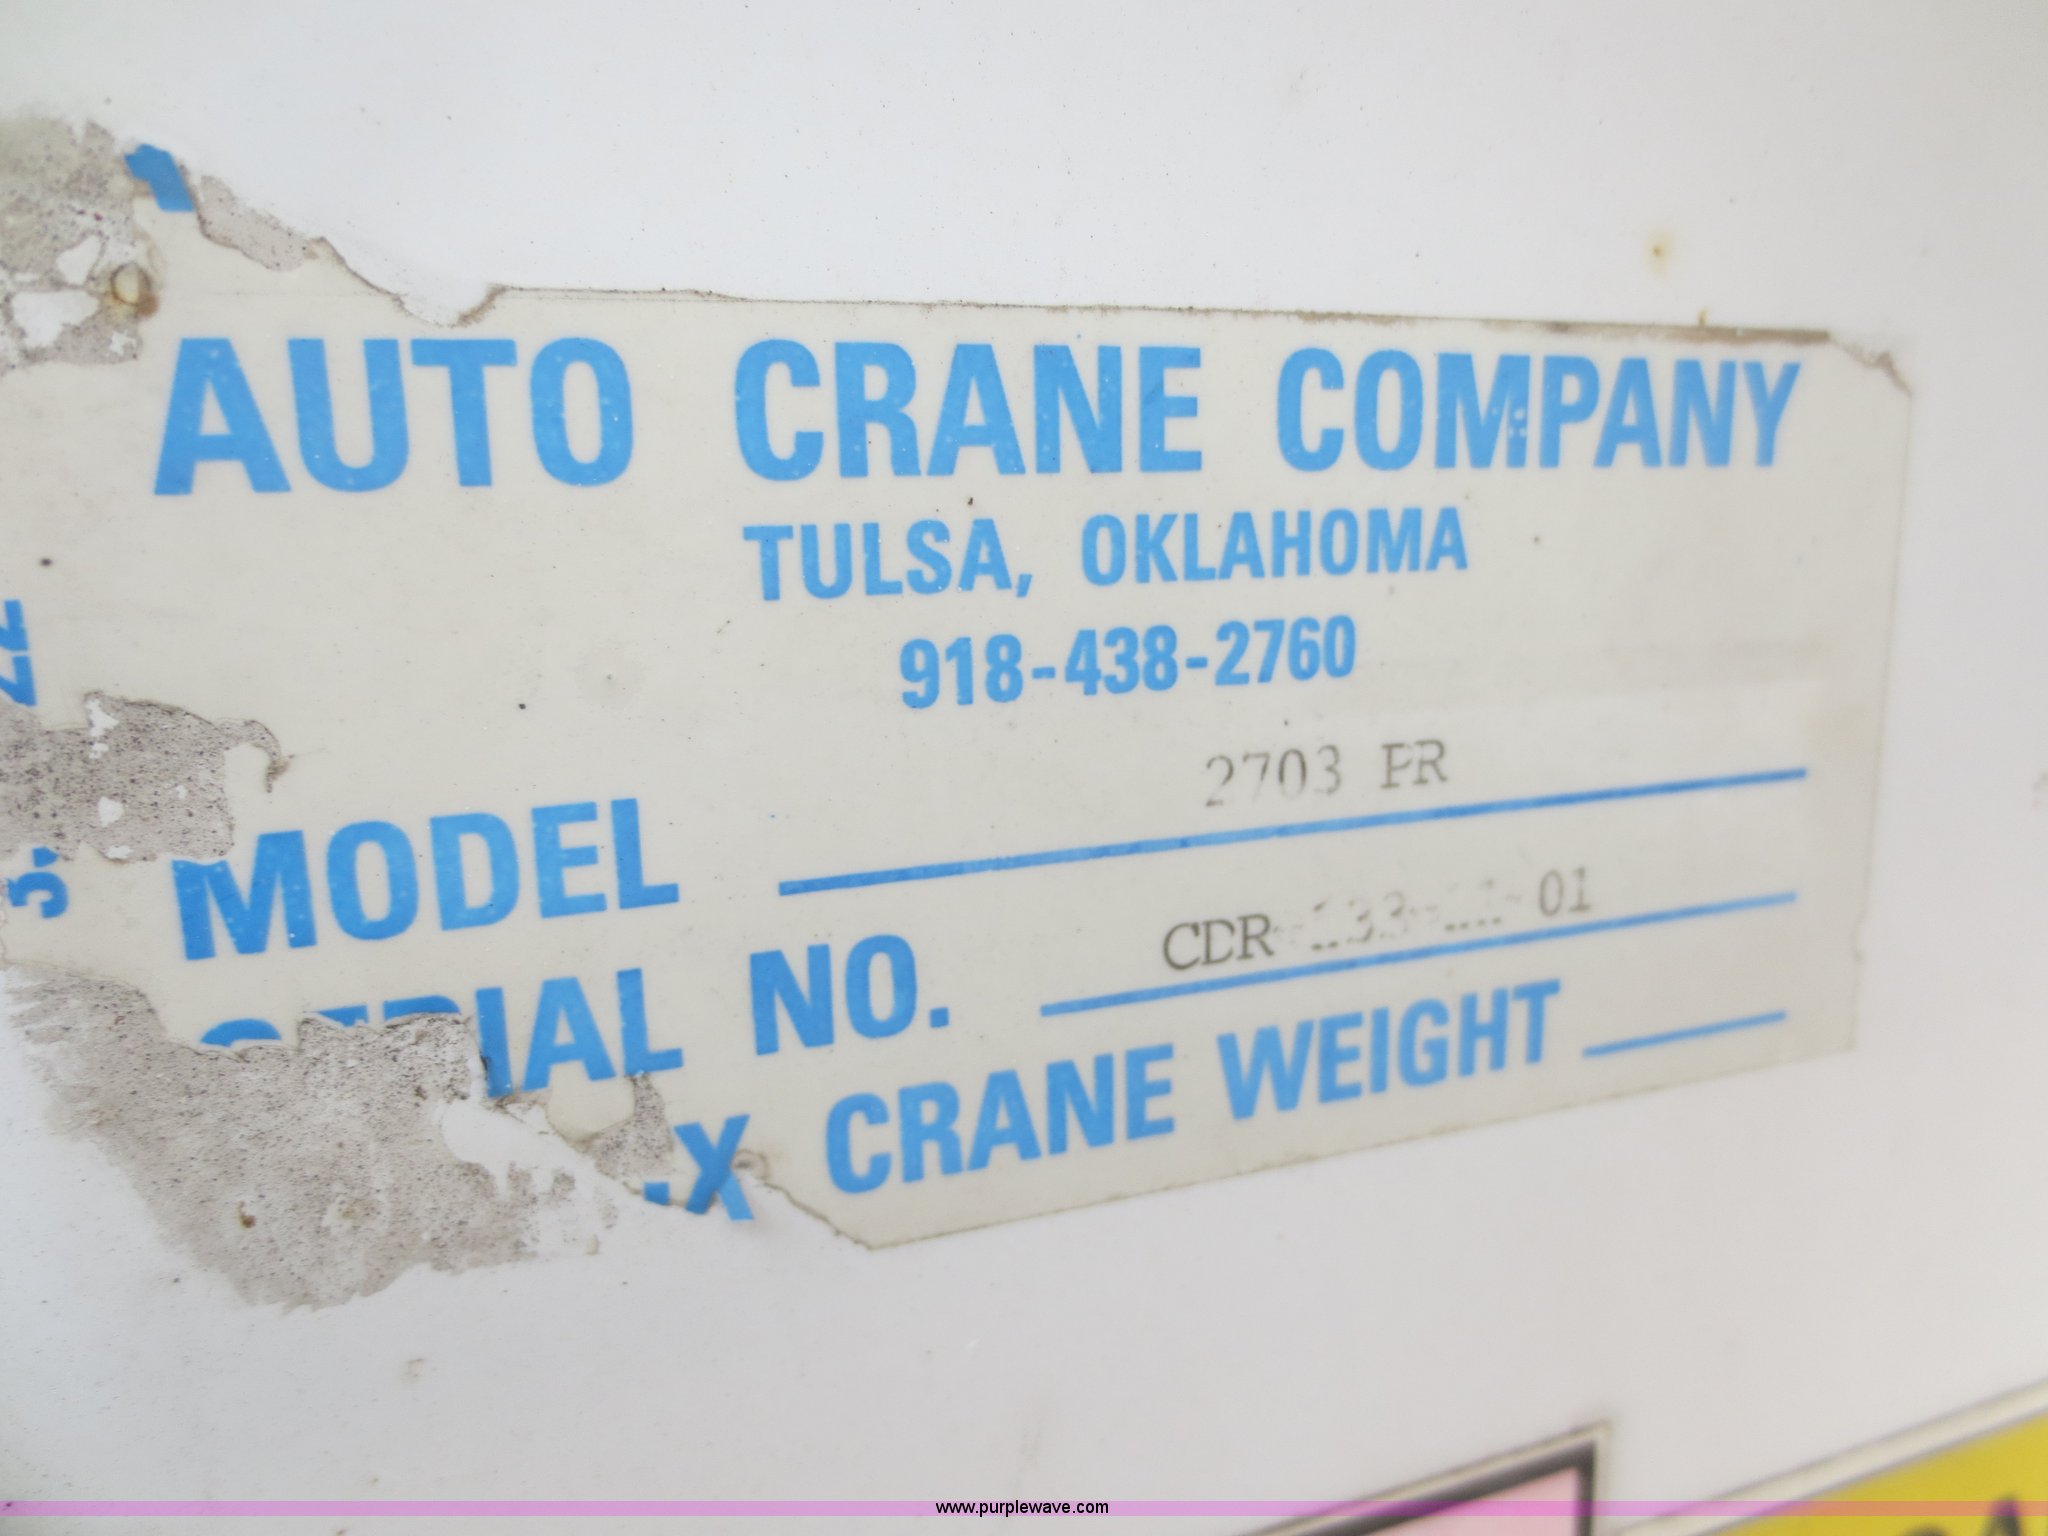 AUTO CRANE COMPANY
TULSA, OKLAHOMA
918-438-2760
MODEL 2703 PR
SERIAL NO. CDR 01
CRANE WEIGHT
www.purplewave.com